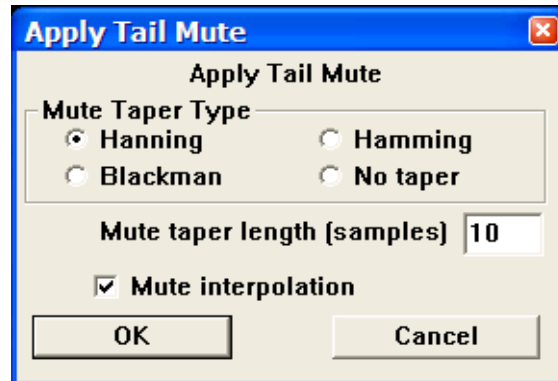 Apply Tail Mute
Apply Tail Mute
Mute Taper Type
Hanning Hamming
Blackman No taper
Mute taper length (samples) 10
Mute interpolation
OK Cancel